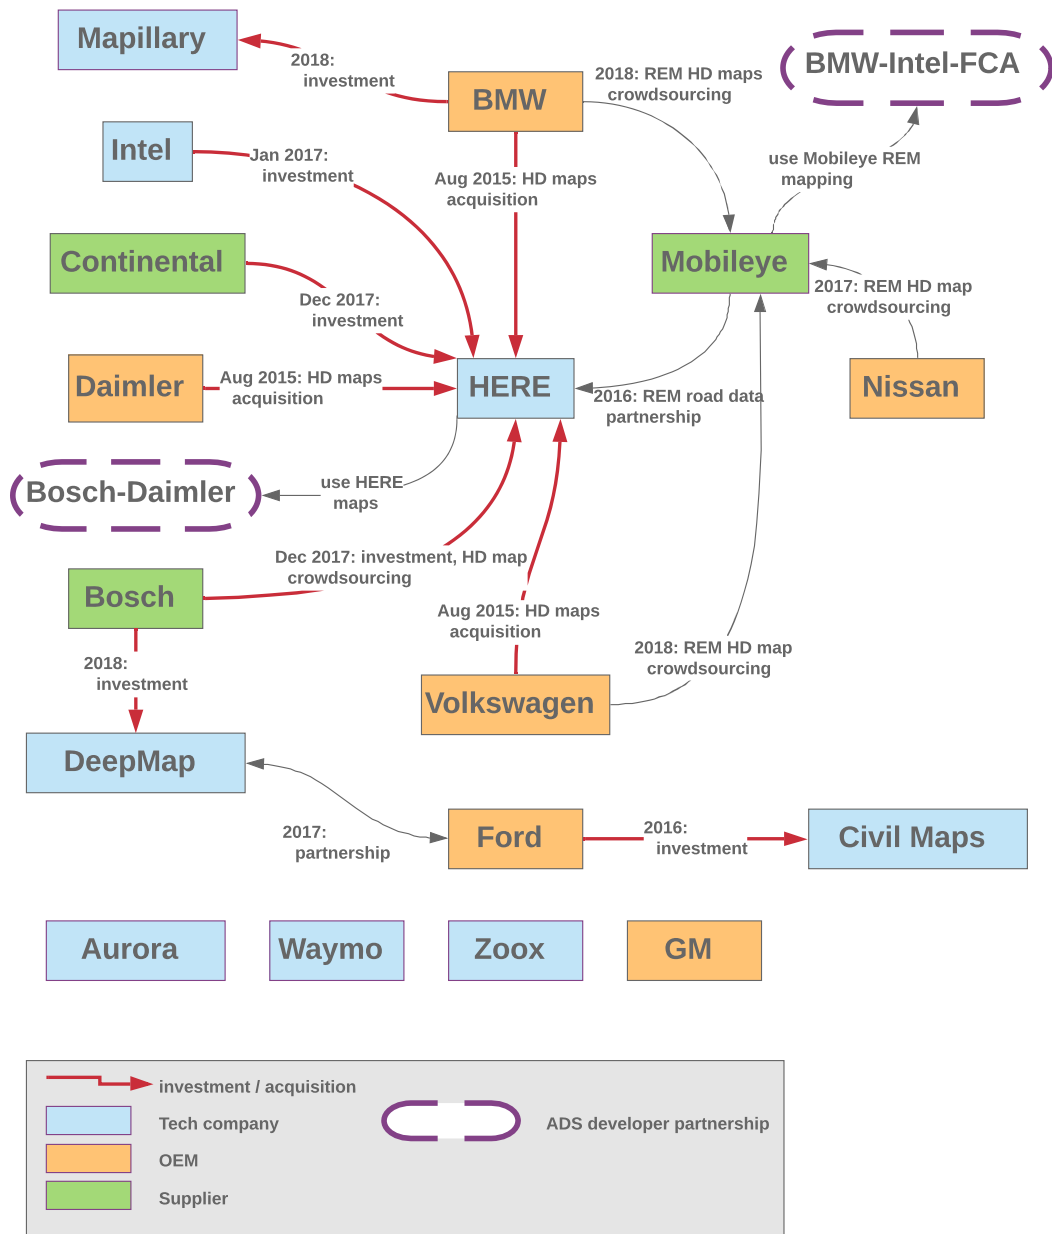 Mapillary
2018:
investment
BMW
2018: REM HD maps
crowdsourcing
BMW-Intel-FCA
Intel
Jan 2017:
investment
Aug 2015: HD maps
acquisition
use Mobileye REM
mapping
Continental
Dec 2017:
investment
Mobileye
2017: REM HD map
crowdsourcing
Daimler
Aug 2015: HD maps
acquisition
HERE
2016: REM road data
partnership
Nissan
Bosch-Daimler
use HERE
maps
Dec 2017: investment, HD map
crowdsourcing
Bosch
Aug 2015: HD maps
acquisition
2018:
investment
2018: REM HD map
crowdsourcing
Volkswagen
DeepMap
2017:
partnership
Ford
2016:
investment
Civil Maps
Aurora
Waymo
Zoox
GM
investment / acquisition
Tech company
ADS developer partnership
OEM
Supplier